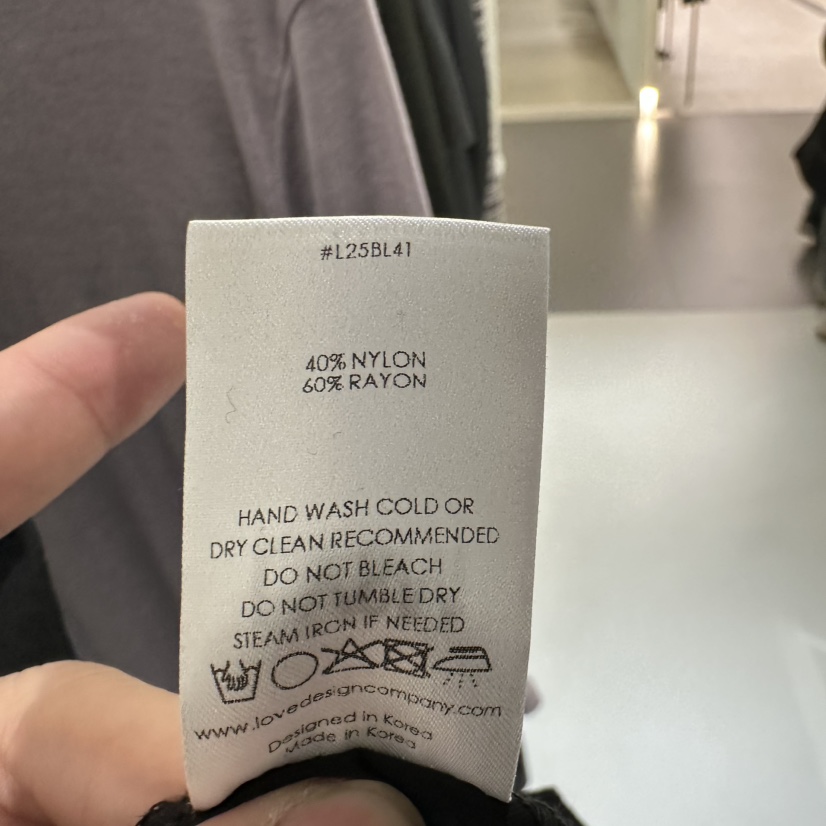 #L25BL41
40% NYLON
60% RAYON
HAND WASH COLD OR
DRY CLEAN RECOMMENDED
DO NOT BLEACH
DO NOT TUMBLE DRY
STEAM IRON IF NEEDED
www.lovedesigncompany.com
Designed in Korea
Made in Korea